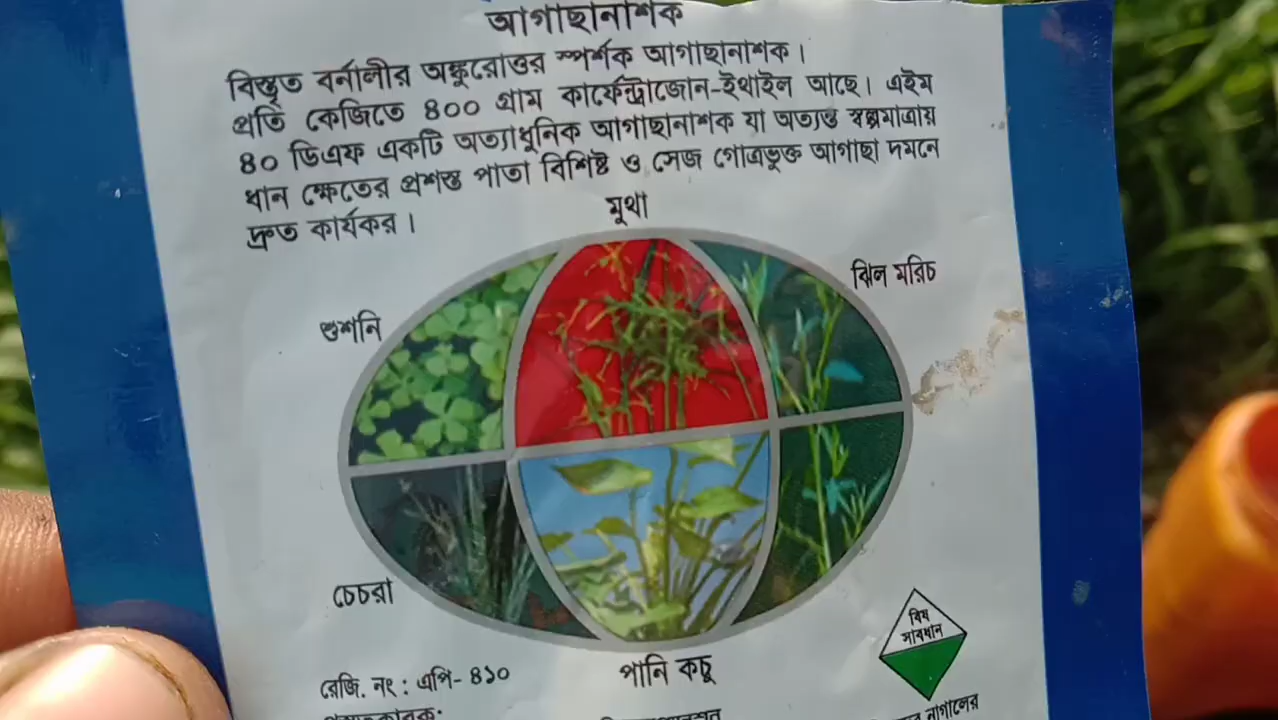 আগাছানাশক
বিস্তৃত বর্নালীর অঙ্কুরোত্তর স্পর্শক আগাছানাশক।
প্রতি কেজিতে ৪০০ গ্রাম কার্ফেন্ট্রাজোন-ইথাইল আছে। এইম
৪০ ডিএফ একটি অত্যাধুনিক আগাছানাশক যা অত্যন্ত স্বল্পমাত্রায়
ধান ক্ষেতের প্রশস্ত পাতা বিশিষ্ট ও সেজ গোত্রভুক্ত আগাছা দমনে
দ্রুত কার্যকর।
মুথা
ঝিল মরিচ
শুশনি
চেচরা
বিষ
সাবধান
পানি কচু
রেজি. নং : এপি- ৪১০
নাগালের